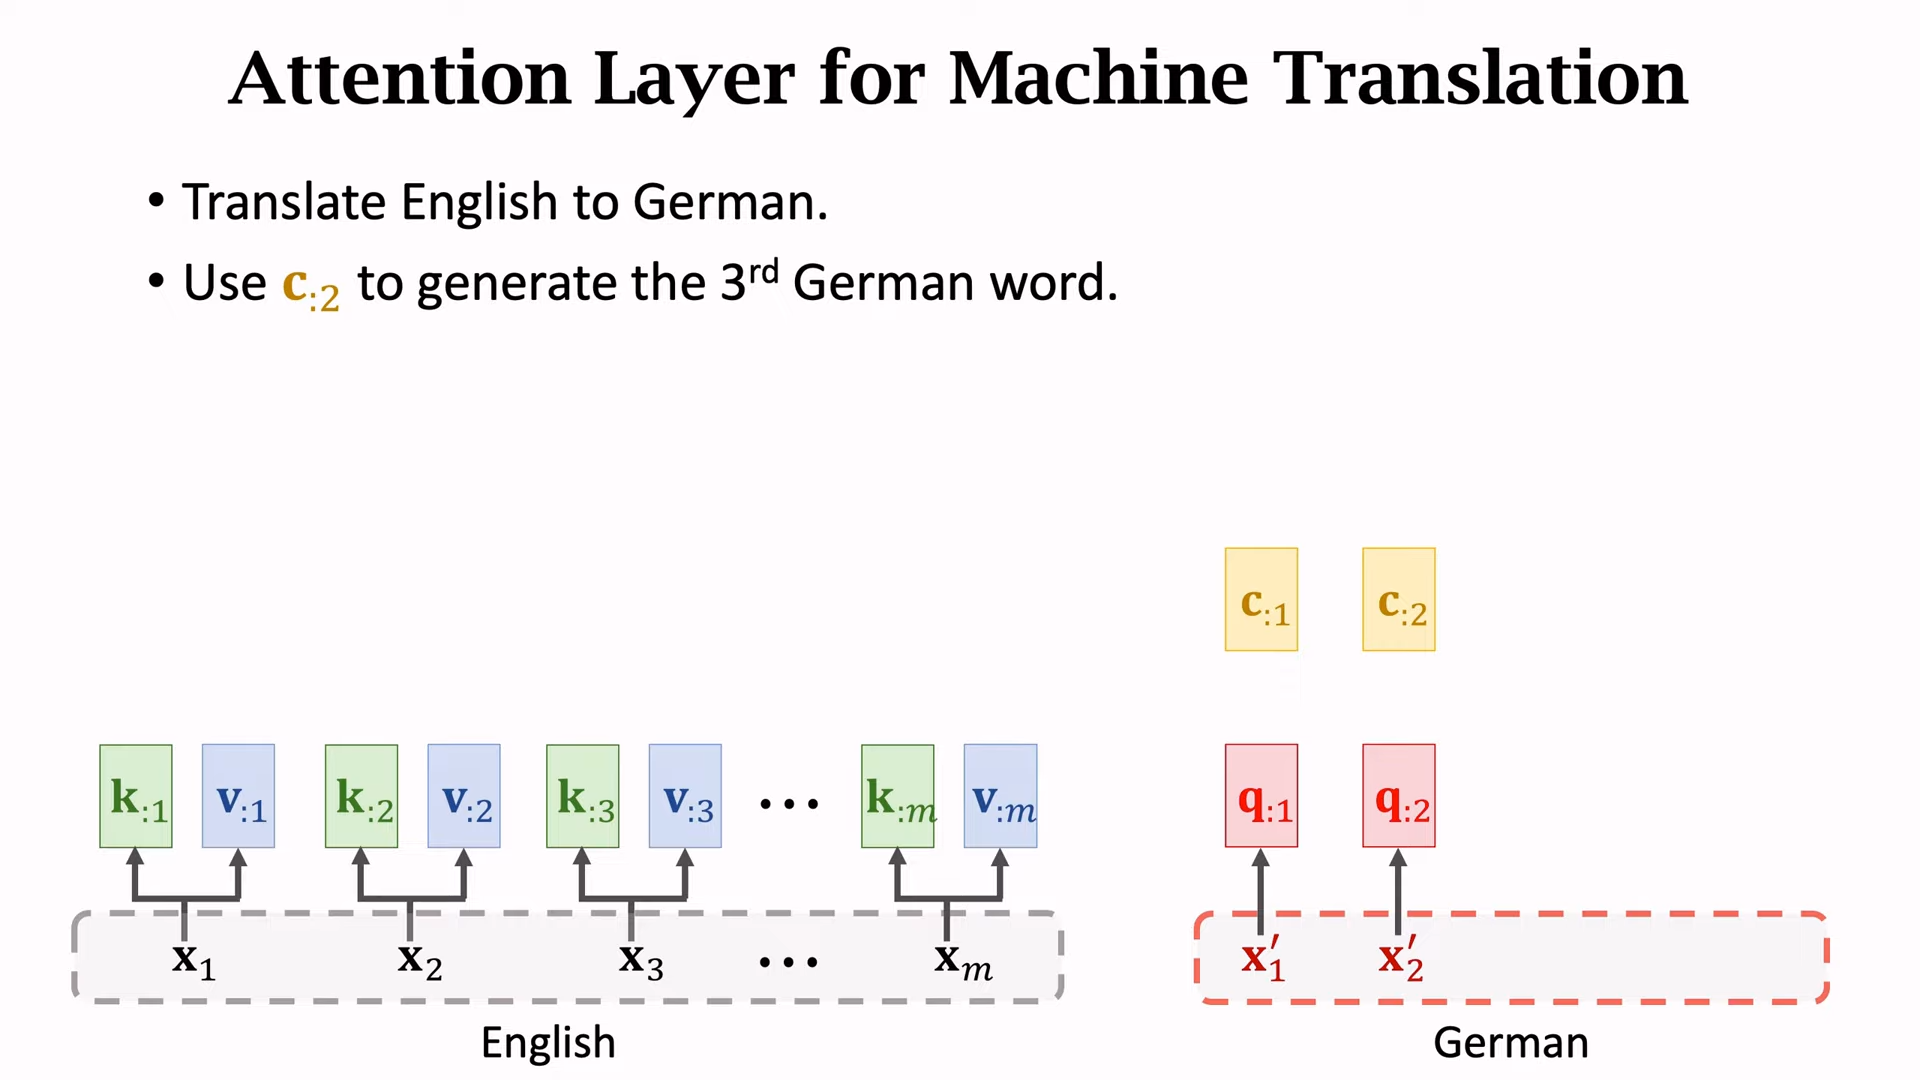 Attention Layer for Machine Translation
• Translate English to German.
• Use c:2 to generate the 3rd German word.
c:1 c:2
k:1 v:1 k:2 v:2 k:3 v:3 ... k:m v:m q:1 q:2
x1 x2 x3 ... xm x′1 x′2
English German